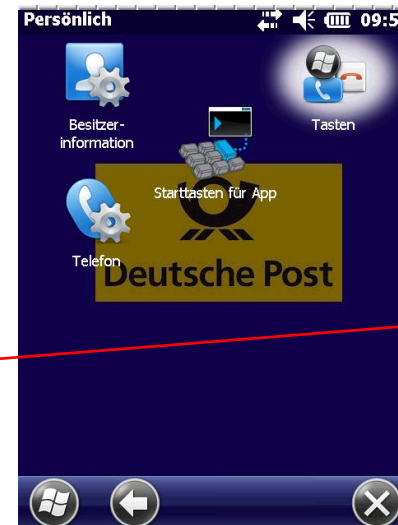 Persönlich 09:5
Besitzer-
information
Tasten
Starttasten für App
Telefon
Deutsche Post